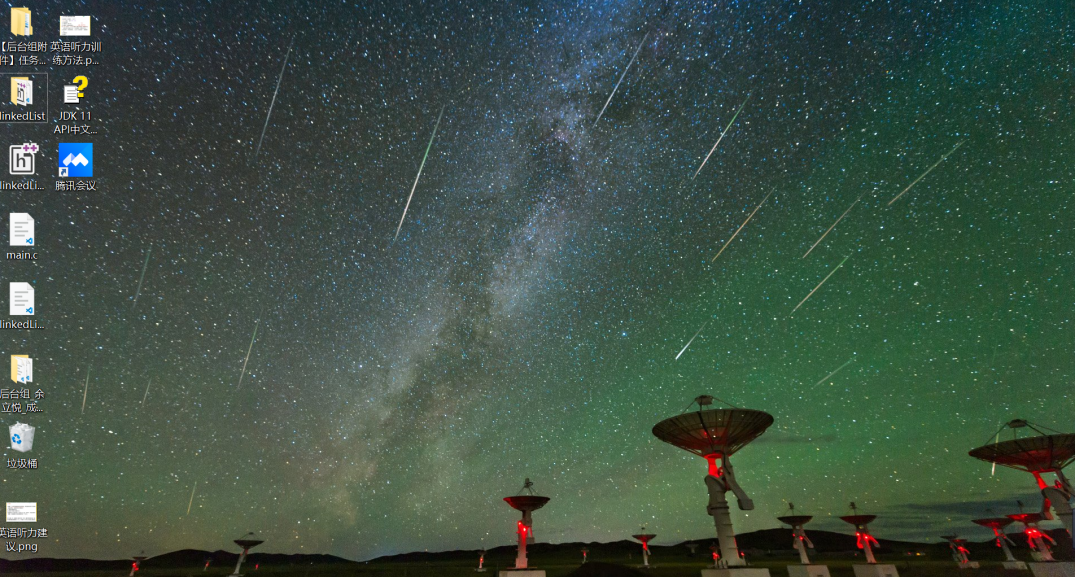 【后台组附
件】任务...
linkedList
linkedLi...
main.c
linkedLi...
后台组_余
立悦_成...
垃圾桶
英语听力建
议.png
英语听力训
练方法.p...
JDK 11
API中文...
腾讯会议